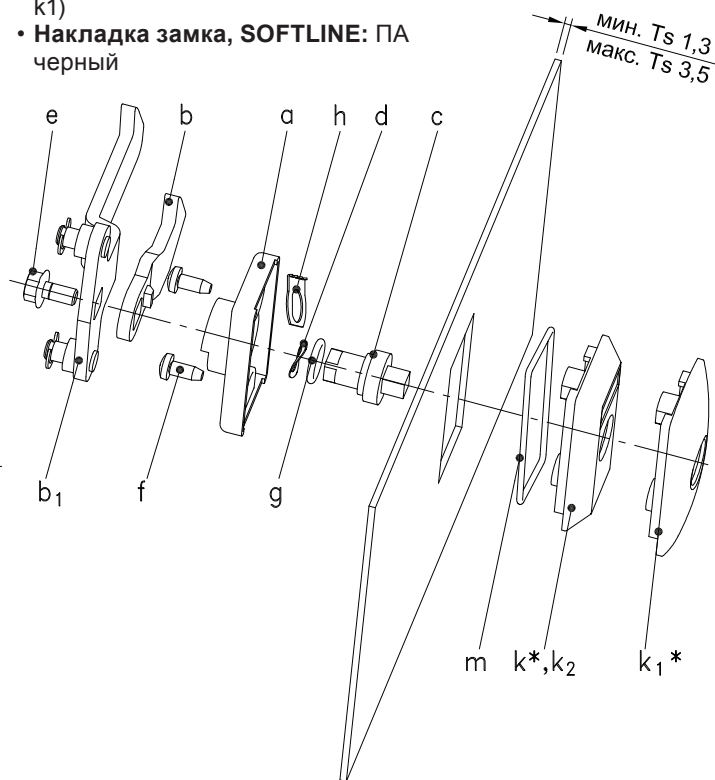 k1)
• Накладка замка, SOFTLINE: ПА
черный
мин. Ts 1,3
макс. Ts 3,5
e b a h d c
b1 f g
m k*,k2 k1*